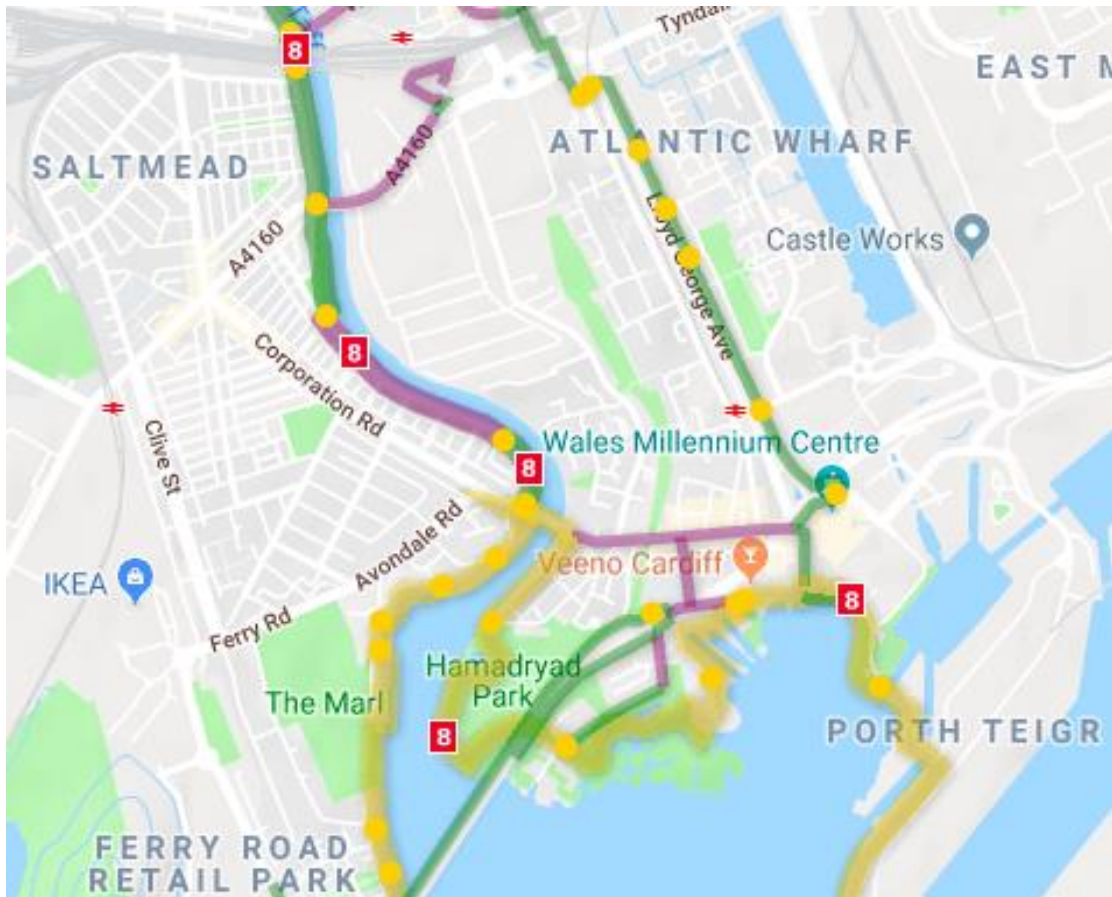 8
Tyndal
EAST M
A4160
ATLANTIC WHARF
SALTMEAD
Lloyd George Ave
Castle Works
A4160
8
Corporation Rd
Clive St
Wales Millennium Centre
8
Avondale Rd
Veeno Cardiff
IKEA
8
Ferry Rd
Hamadryad
Park
The Marl
8
PORTH TEIGR
FERRY ROAD
RETAIL PARK